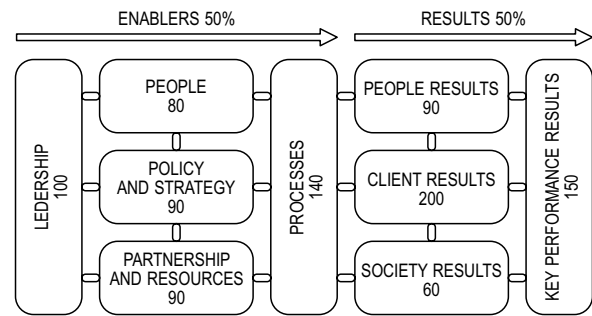 ENABLERS 50%
RESULTS 50%
LEDERSHIP
100
PEOPLE
80
POLICY
AND STRATEGY
90
PARTNERSHIP
AND RESOURCES
90
PROCESSES
140
PEOPLE RESULTS
90
CLIENT RESULTS
200
SOCIETY RESULTS
60
KEY PERFORMANCE RESULTS
150